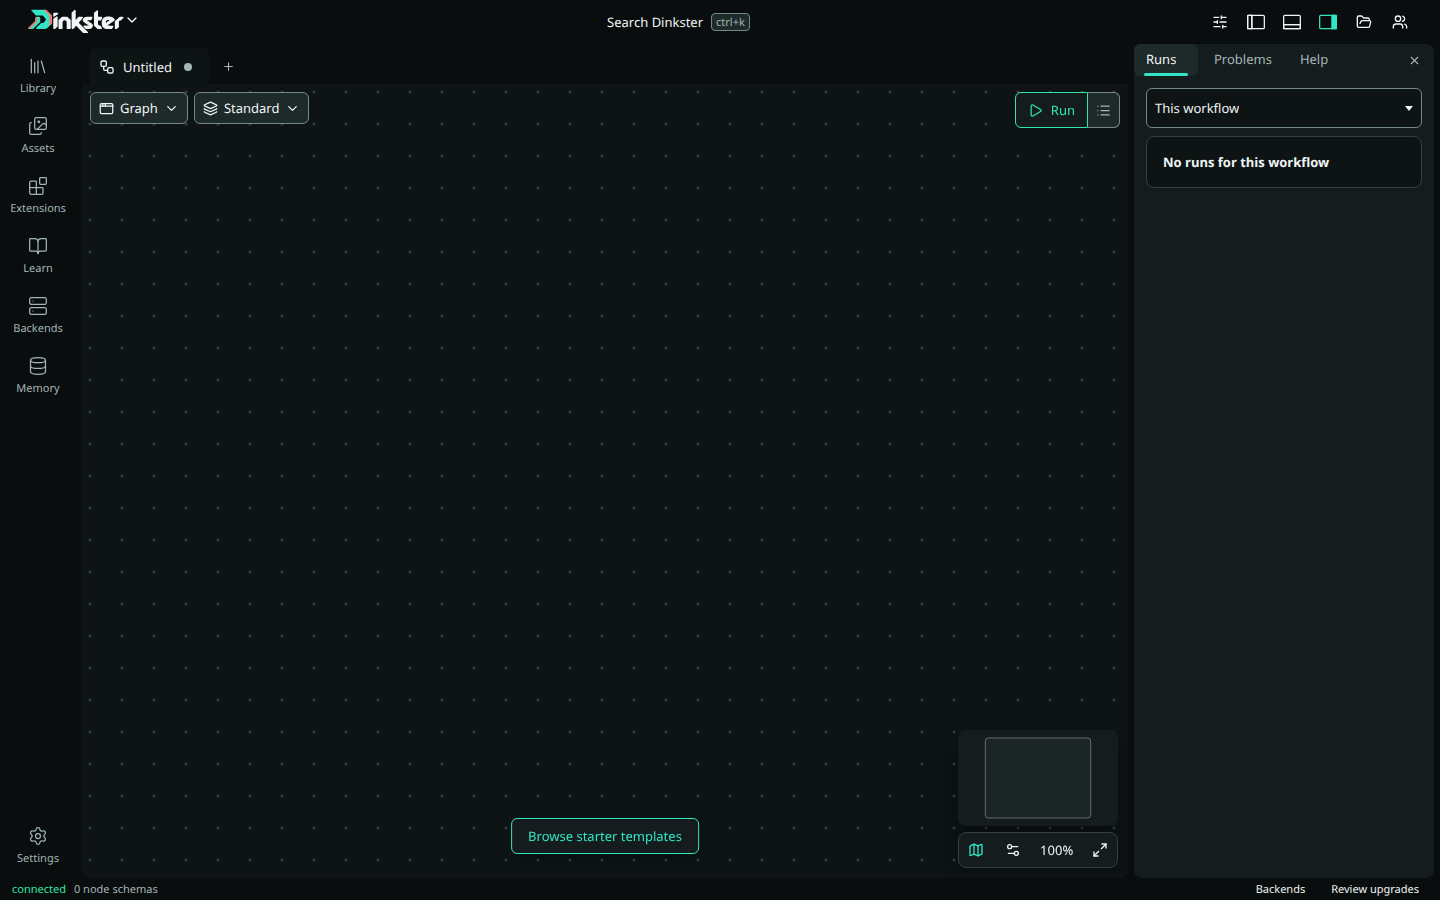 Dinkster
Search Dinkster ctrl+k
Library
Assets
Extensions
Learn
Backends
Memory
Settings
Untitled
Graph
Standard
Run
Browse starter templates
100%
Runs Problems Help
This workflow
No runs for this workflow
connected 0 node schemas
Backends Review upgrades